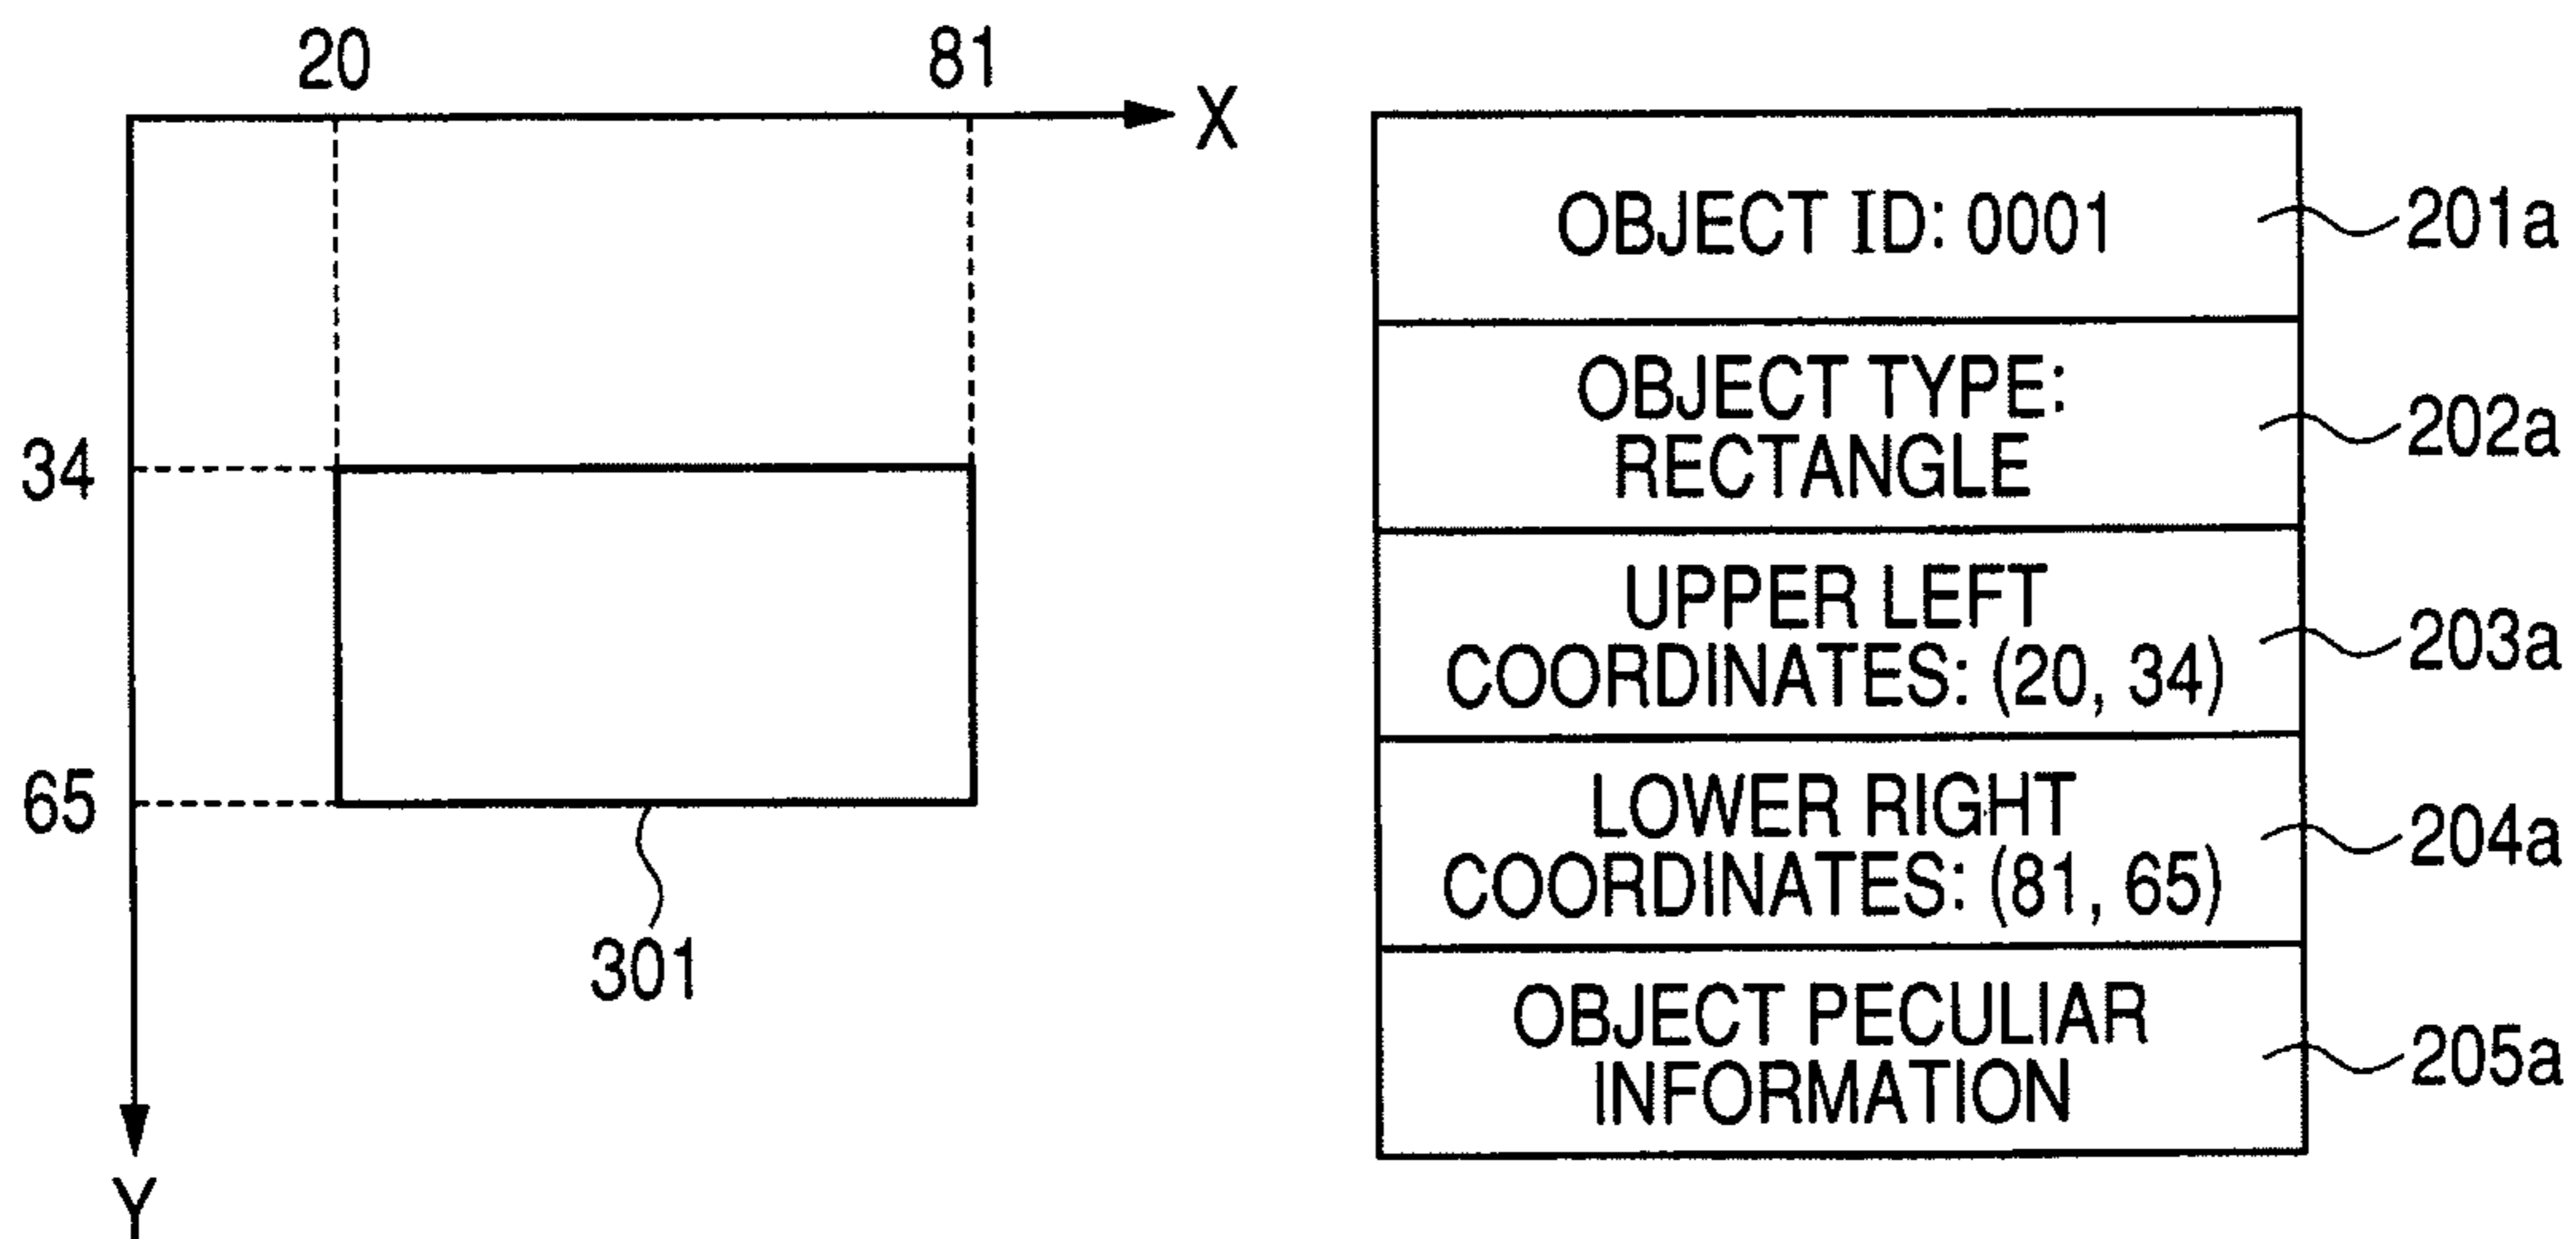 20
81
X
34
65
301
Y
OBJECT ID: 0001
201a
OBJECT TYPE:
RECTANGLE
202a
UPPER LEFT
COORDINATES: (20, 34)
203a
LOWER RIGHT
COORDINATES: (81, 65)
204a
OBJECT PECULIAR
INFORMATION
205a